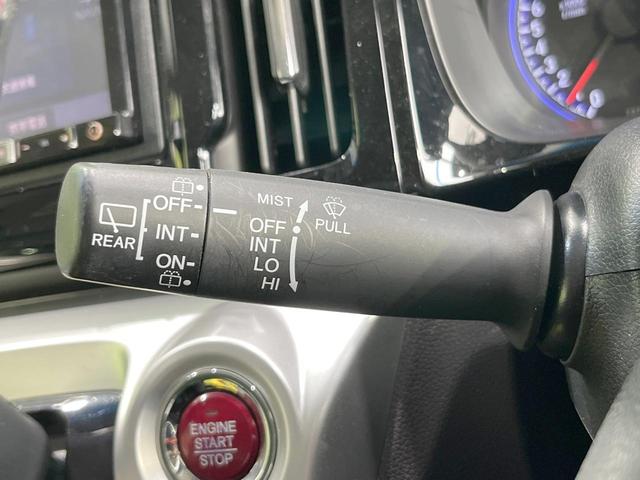 REAR
OFF
INT
ON
MIST
PULL
OFF
INT
LO
HI
ENGINE
START
STOP